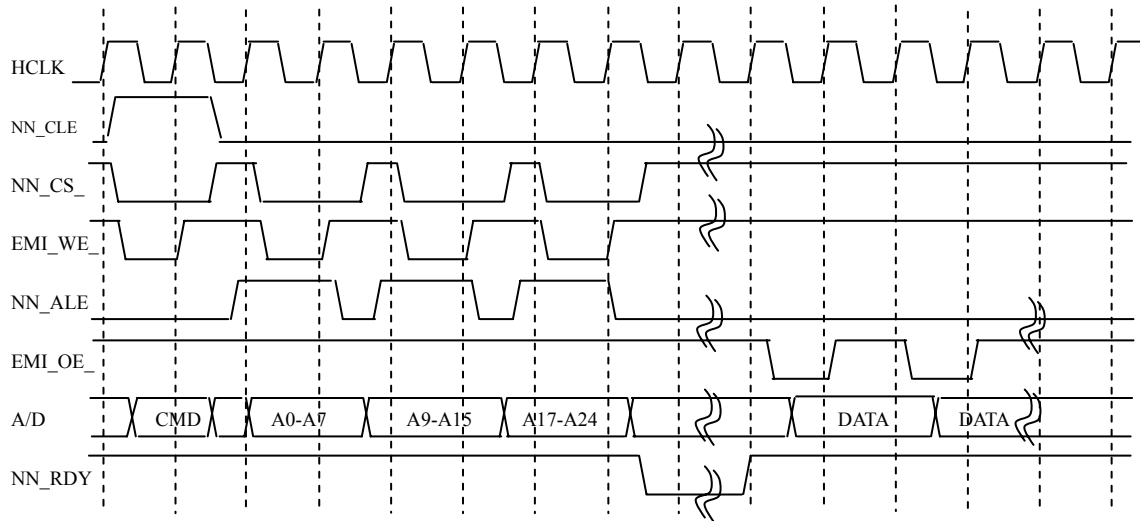 HCLK
NN_CLE
NN_CS_
EMI_WE_
NN_ALE
EMI_OE_
A/D CMD A0-A7 A9-A15 A17-A24 DATA DATA
NN_RDY